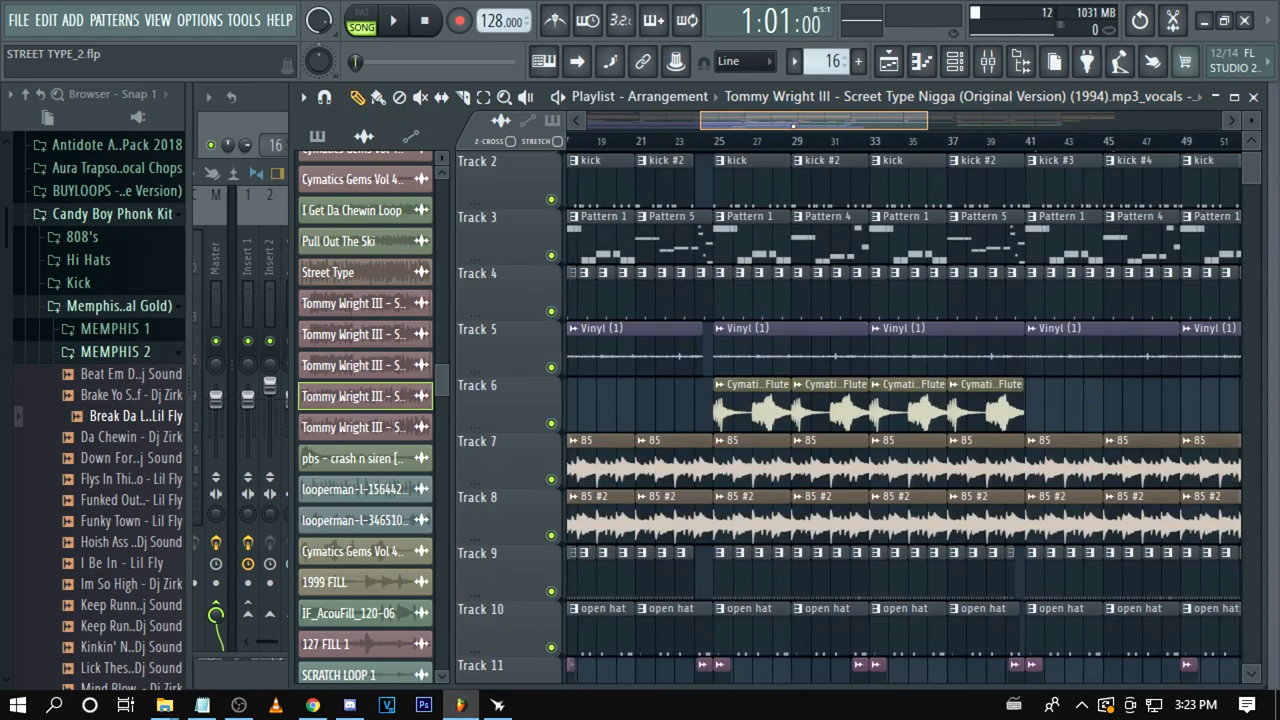 FILE EDIT ADD PATTERNS VIEW OPTIONS TOOLS HELP
PAT
SONG
128.000
3.2.
1:01:00
B:S:T
12
1031 MB
0
STREET TYPE_2.flp
Line
16
12/14 FL
STUDIO 2...
Browser - Snap 1
Playlist - Arrangement
Tommy Wright III - Screet Type Nigga (Original Version) (1994).mp3_vocals -..
Antidote A..Pack 2018
Aura Trapso..ocal Chops
BUYLOOPS -..e Version)
Candy Boy Phonk Kit
808's
Hi Hats
Kick
Memphis..al Gold)
MEMPHIS 1
MEMPHIS 2
Beat Em D..j Sound
Brake Yo S..f - Dj Zirk
Break Da L..Lil Fly
Da Chewin - Dj Zirk
Down For.. Dj Sound
Flys In Thi..o - Lil Fly
Funked Out..- Lil Fly
Funky Town - Lil Fly
Hoish Ass ..Dj Sound
I Be In - Lil Fly
Im So High - Dj Zirk
Keep Runn..j Sound
Keep Run.. Dj Sound
Kinkin' N..Dj Sound
Lick Thes..Dj Sound
Mind Blow.. - Dj Zirk
16
M
1
2
Master
Insert 1
Insert 2
Cymatics Gems Vol 4..
I Get Da Chewin Loop
Pull Out The Ski
Street Type
Tommy Wright III - S..
Tommy Wright III - S..
Tommy Wright III - S..
Tommy Wright III - S..
Tommy Wright III - S..
pbs - crash n siren [..
looperman-l-156442..
looperman-l-346510..
Cymatics Gems Vol 4..
1999 FILL
IF_AcouFill_120-06
127 FILL 1
SCRATCH LOOP 1
Z-CROSS
STRETCH
19 21 23 25 27 29 31 33 35 37 39 41 43 45 47 49 51
Track 2
kick
kick #2
kick
kick #2
kick
kick #2
kick #3
kick #4
kick
Track 3
Pattern 1
Pattern 5
Pattern 1
Pattern 4
Pattern 1
Pattern 5
Pattern 1
Pattern 4
Pattern 1
Track 4
Track 5
Vinyl (1)
Vinyl (1)
Vinyl (1)
Vinyl (1)
Vinyl (1)
Track 6
Cymati..Flute
Cymati..Flute
Cymati..Flute
Cymati..Flute
Track 7
85
85
85
85
85
85
85
85
85
Track 8
85 #2
85 #2
85 #2
85 #2
85 #2
85 #2
85 #2
85 #2
85 #2
Track 9
Track 10
open hat
open hat
open hat
open hat
open hat
open hat
open hat
open hat
open hat
Track 11
Ps
3:23 PM